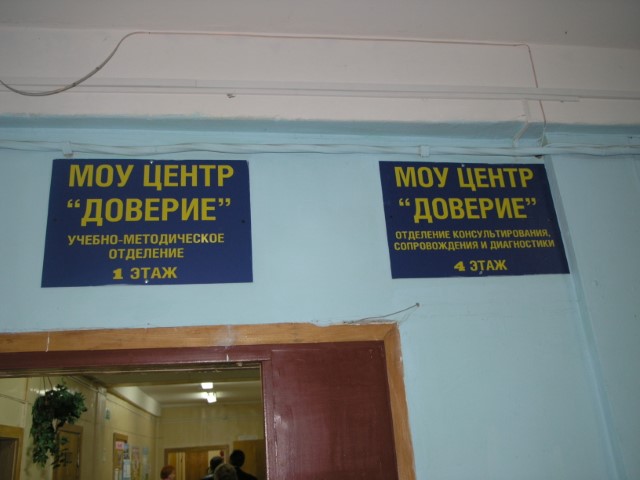 МОУ ЦЕНТР
“ДОВЕРИЕ”
УЧЕБНО-МЕТОДИЧЕСКОЕ
ОТДЕЛЕНИЕ
1 ЭТАЖ
МОУ ЦЕНТР
“ДОВЕРИЕ”
ОТДЕЛЕНИЕ КОНСУЛЬТИРОВАНИЯ,
СОПРОВОЖДЕНИЯ И ДИАГНОСТИКИ
4 ЭТАЖ